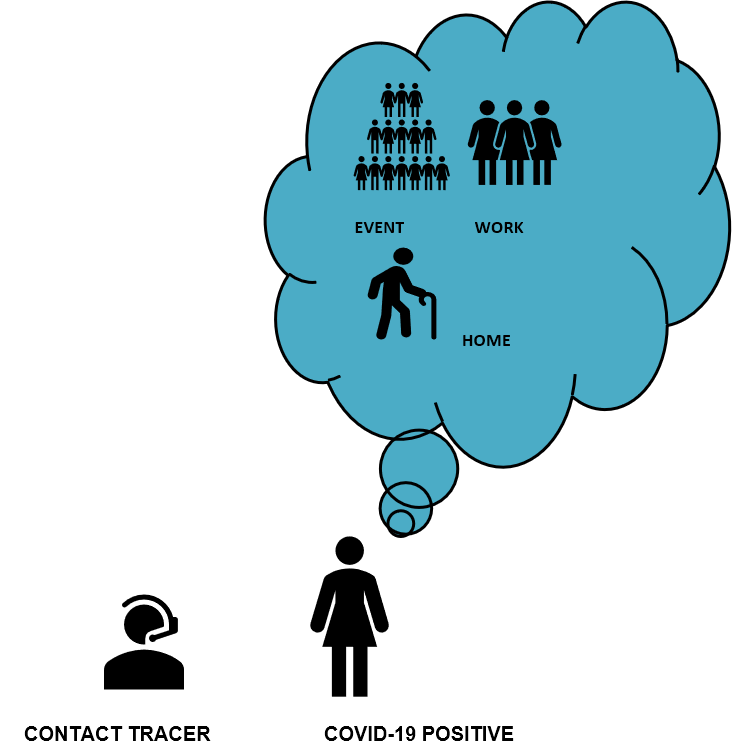 EVENT
WORK
HOME
CONTACT TRACER
COVID-19 POSITIVE